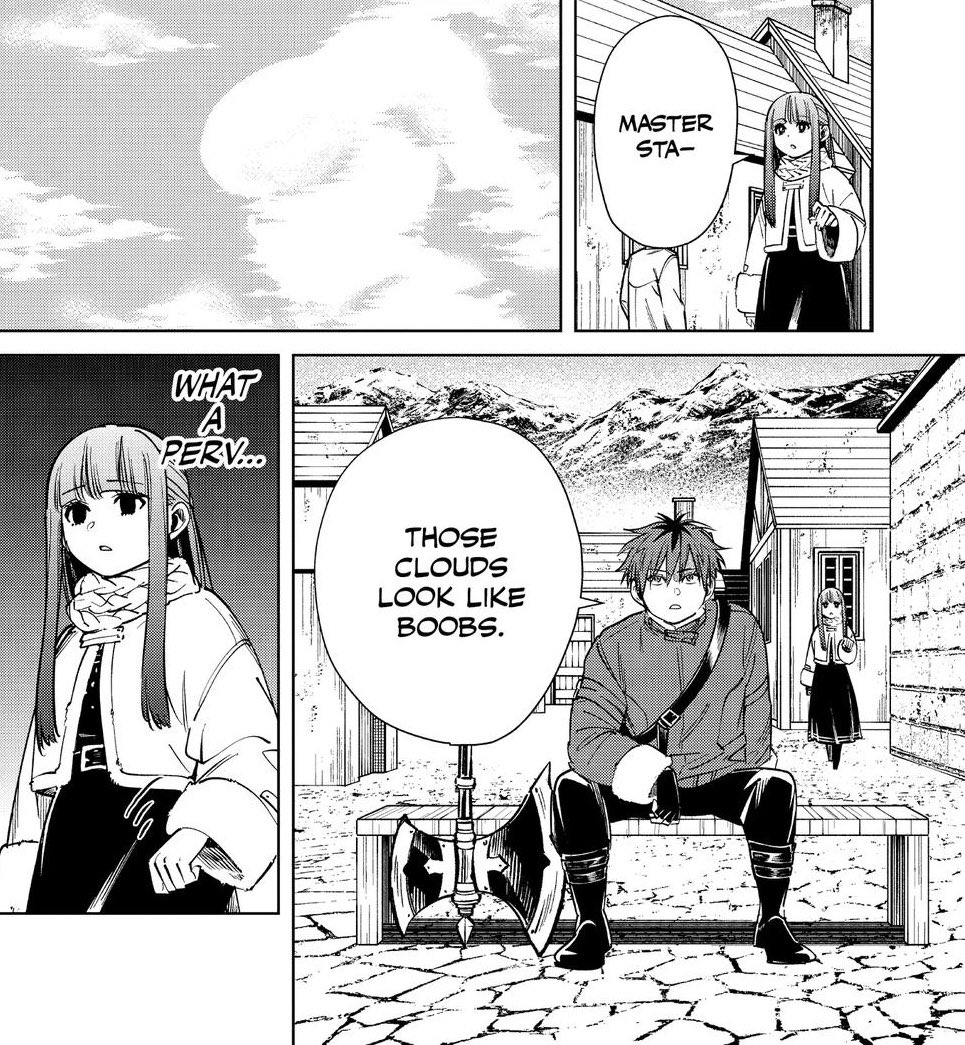 MASTER
STA-
THOSE
CLOUDS
LOOK LIKE
BOOBS.
WHAT
A
PERV...